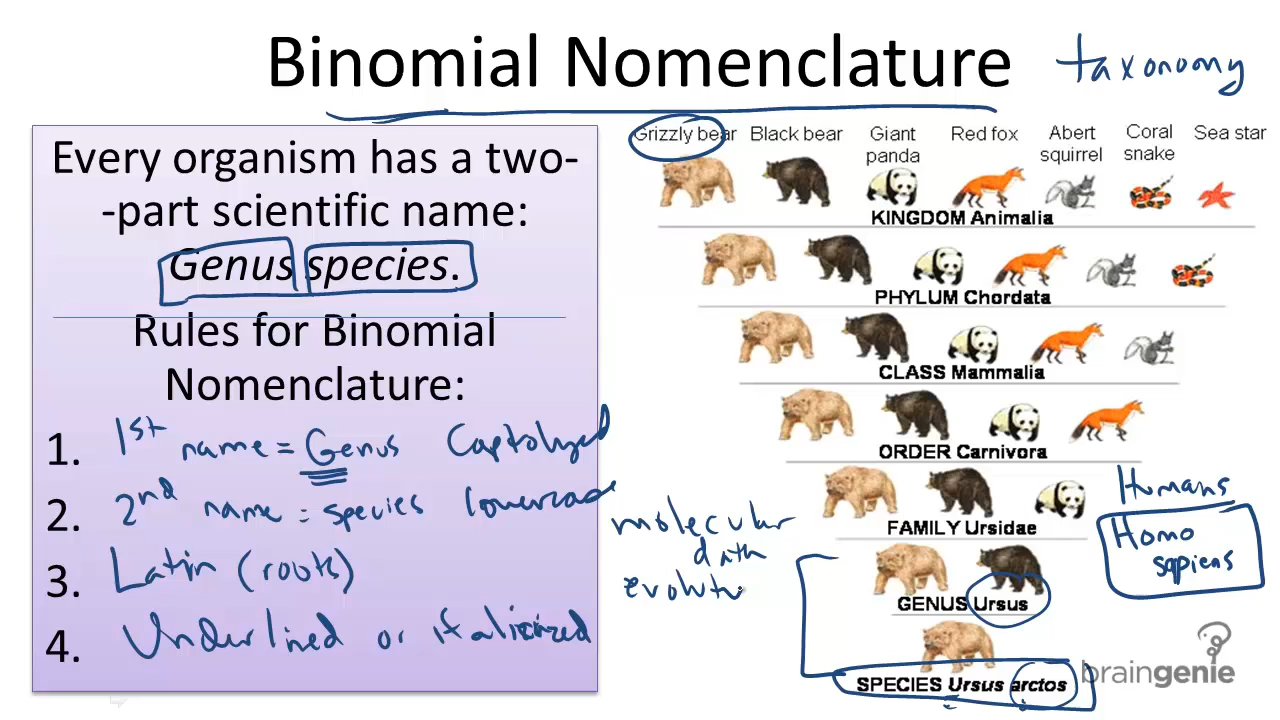 Binomial Nomenclature
taxonomy
Every organism has a two-
-part scientific name:
Genus species.
Rules for Binomial
Nomenclature:
1. 1st name = Genus Captolized
2. 2nd name = species lowercase
3. Latin (roots)
4. Underlined or italicized
Grizzly bear Black bear Giant panda Red fox Abert squirrel Coral snake Sea star
KINGDOM Animalia
PHYLUM Chordata
CLASS Mammalia
ORDER Carnivora
FAMILY Ursidae
GENUS Ursus
SPECIES Ursus arctos
molecular
data
evolut
Humans
Homo
sapiens
braingenie